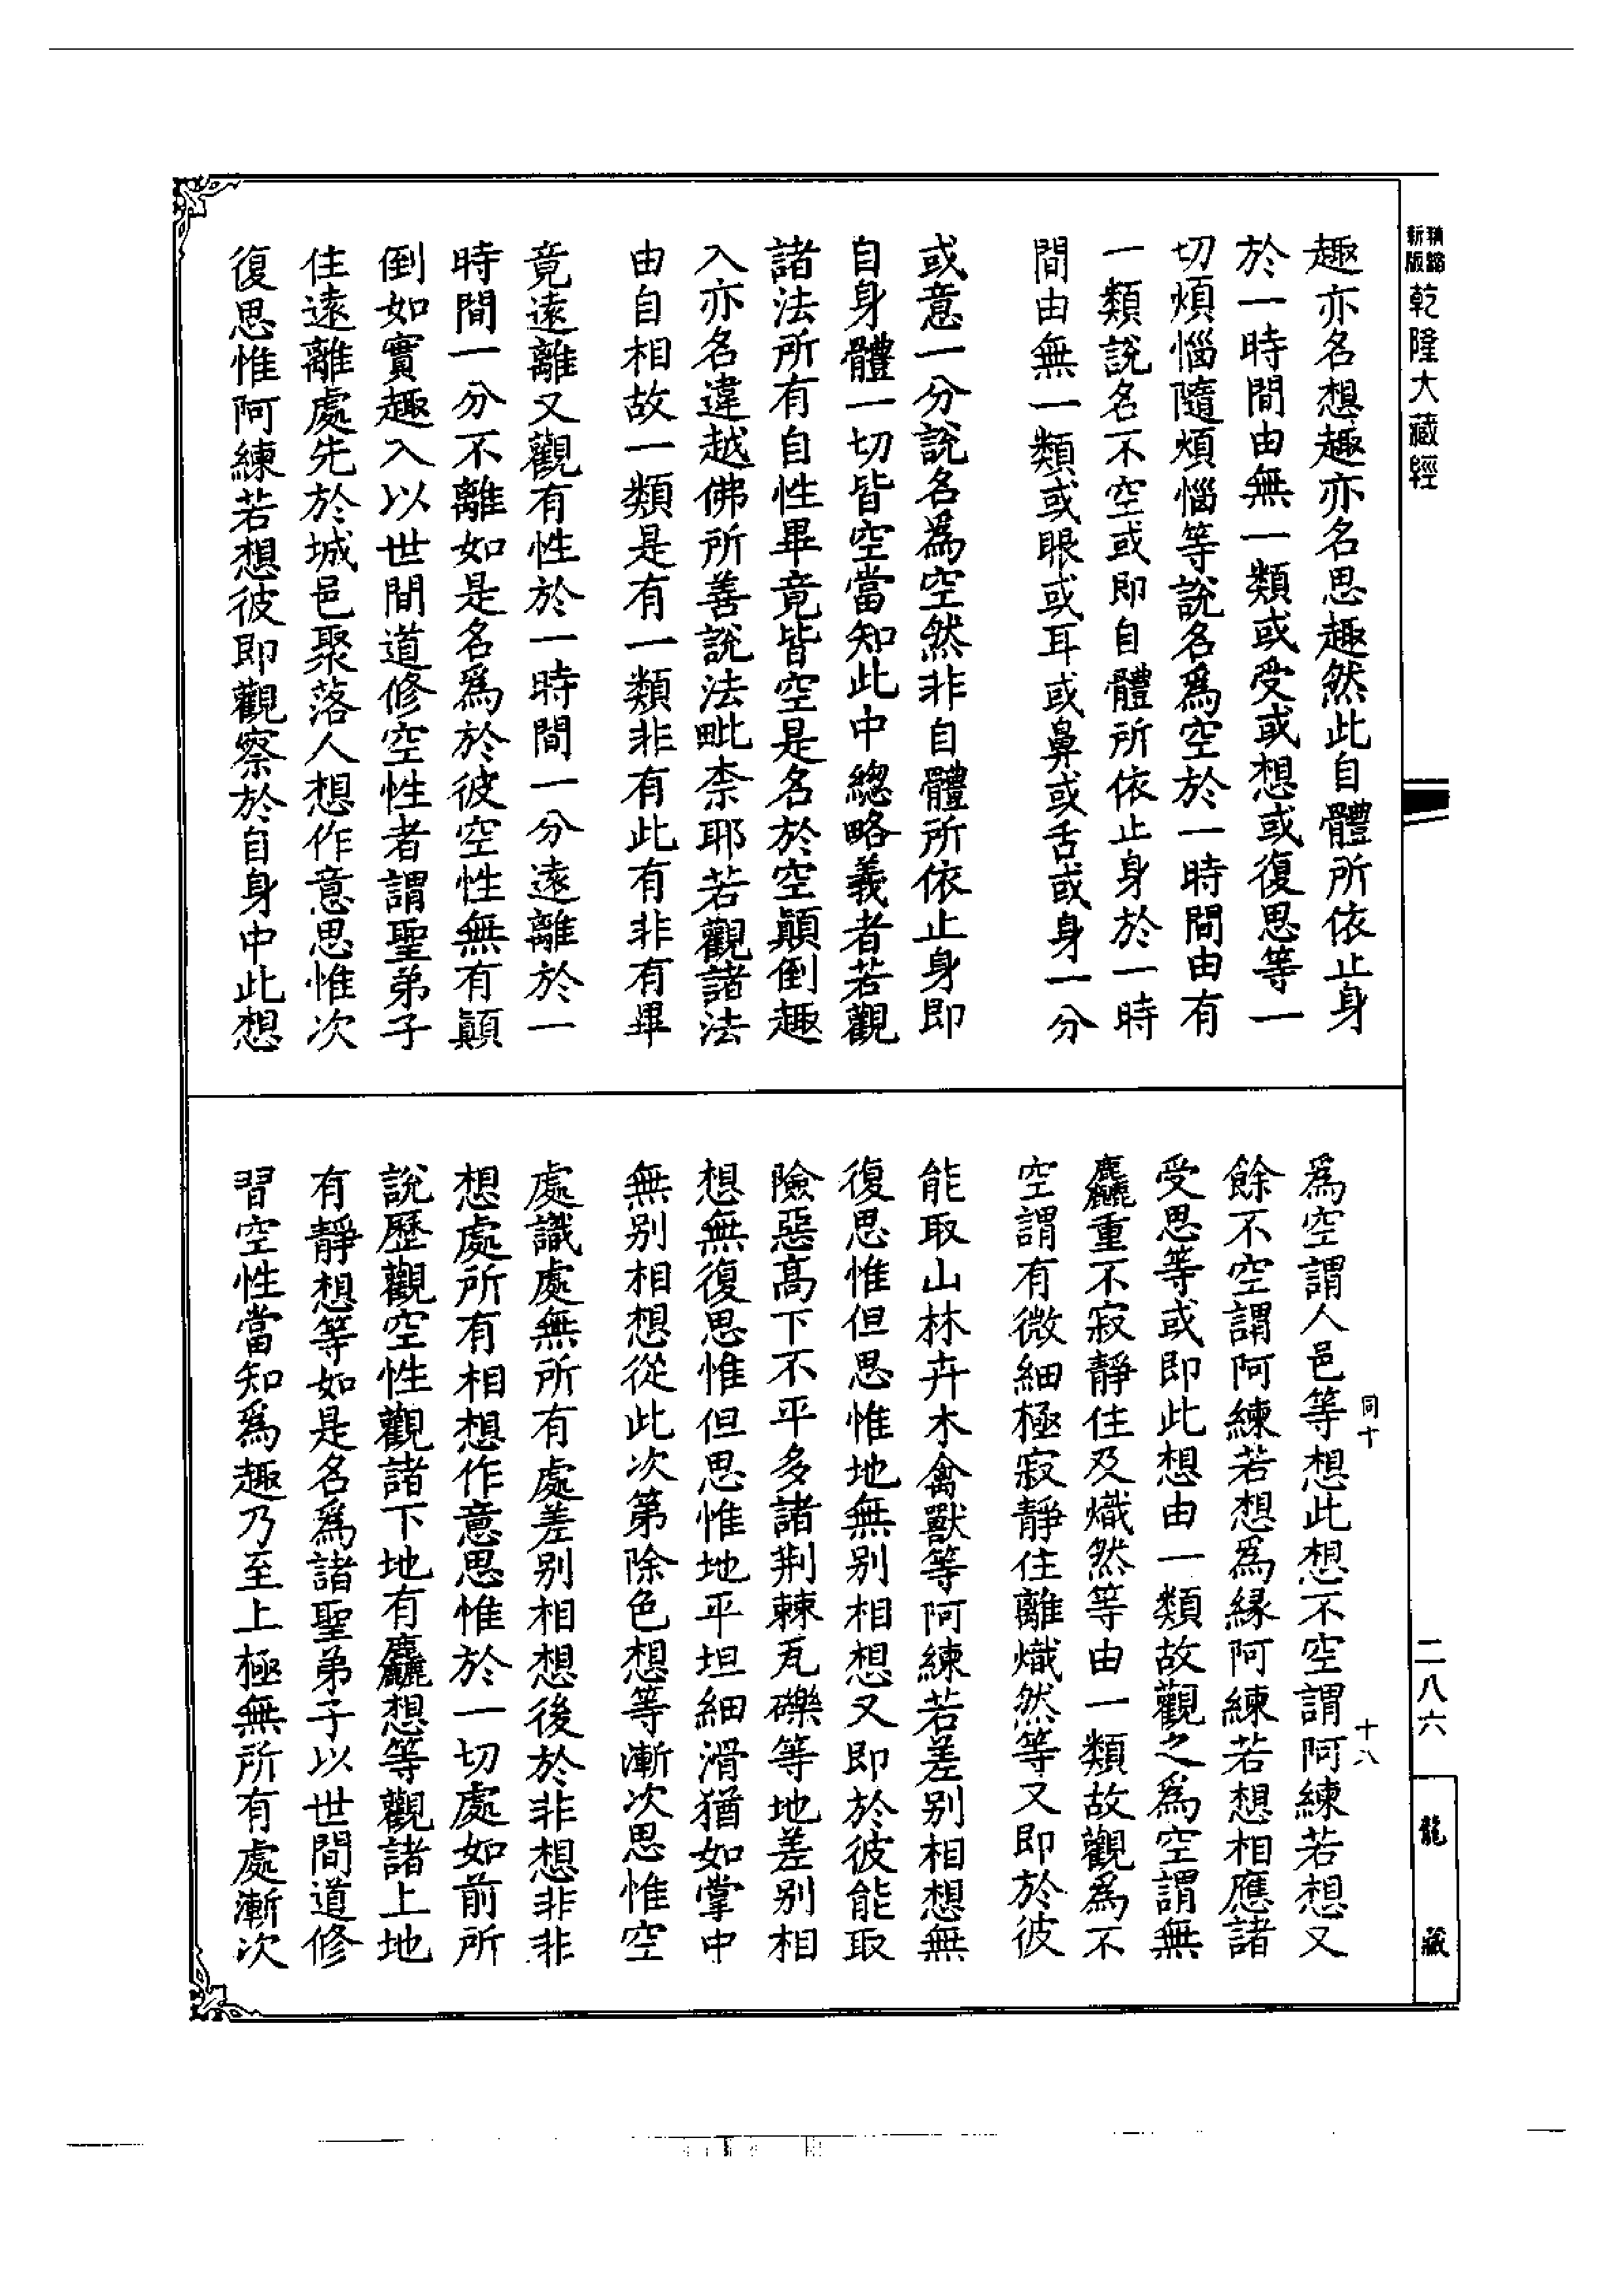 精繕
新版
乾隆大藏經
趣亦名想趣亦名思趣然此自體所依止身
於一時間由無一類或受或想或復思等一
切煩惱隨煩惱等說名爲空於一時間由有
一類說名不空或即自體所依止身於一時
間由無一類或眼或耳或鼻或舌或身一分
或意一分說名爲空然非自體所依止身即
自身體一切皆空當知此中緫略義者若觀
諸法所有自性畢竟皆空是名於空顛倒趣
入亦名違越佛所善說法毗柰耶若觀諸法
由自相故一類是有一類非有此有非有畢
竟遠離又觀有性於一時間一分遠離於一
時間一分不離如是名爲於彼空性無有顛
倒如實趣入以世間道修空性者謂聖弟子
住遠離處先於城邑聚落人想作意思惟次
復思惟阿練若想彼即觀察於自身中此想
爲空謂人邑等想此想不空謂阿練若想又
餘不空謂阿練若想爲緣阿練若想相應諸
受思等或即此想由一類故觀之爲空謂無
麤重不寂靜住及熾然等由一類故觀爲不
空謂有微細極寂靜住離熾然等又即於彼
能取山林卉木禽獸等阿練若差別相想無
復思惟但思惟地無別相想又即於彼能取
險惡高下不平多諸荆棘瓦礫等地差別相
想無復思惟但思惟地平坦細滑猶如掌中
無別相想從此次第除色想等漸次思惟空
處識處無所有處差別相想後於非想非非
想處所有相想作意思惟於一切處如前所
說歷觀空性觀諸下地有麤想等觀諸上地
有靜想等如是名爲諸聖弟子以世間道修
習空性當知爲趣乃至上極無所有處漸次
同十
十八
二八六
龍藏